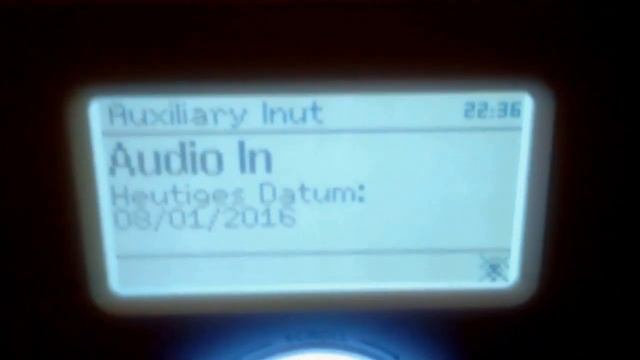 Auxiliary Inut 22:36
Audio In
Heutiges Datum:
08/01/2016